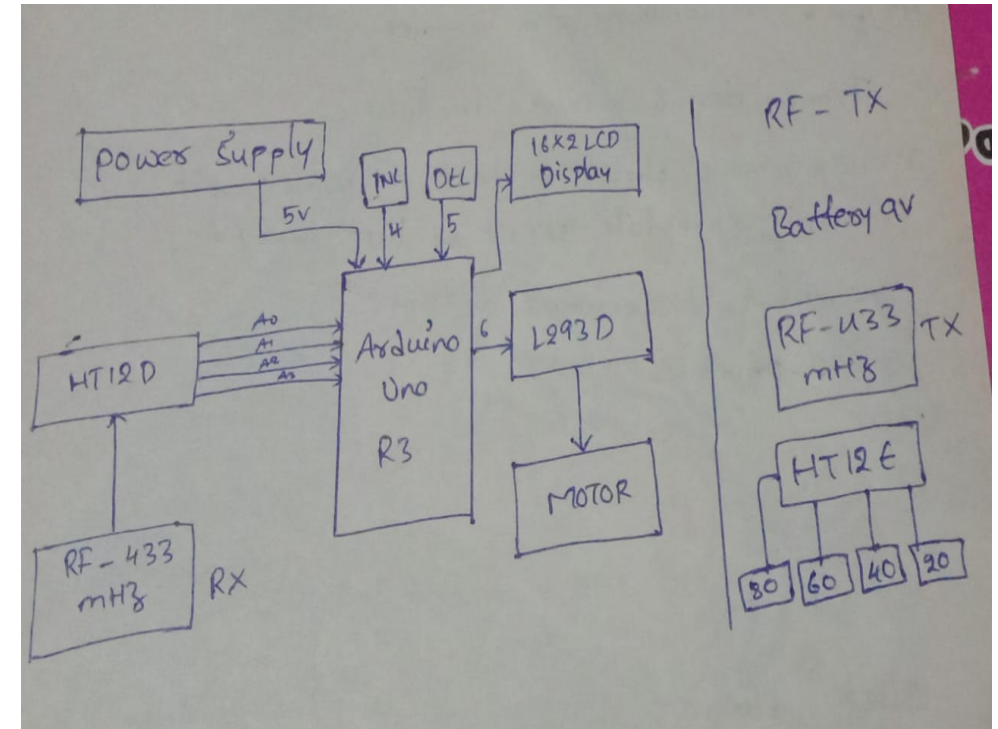 Power Supply
5V
INC
DEC
4
5
16X2 LCD
Display
HT12D
A0
A1
A2
A3
Arduino
Uno
R3
6
L293D
MOTOR
RF-433
mHz
RX
RF-TX
Battery 9V
RF-433
mHz
TX
HT12E
80
60
40
20